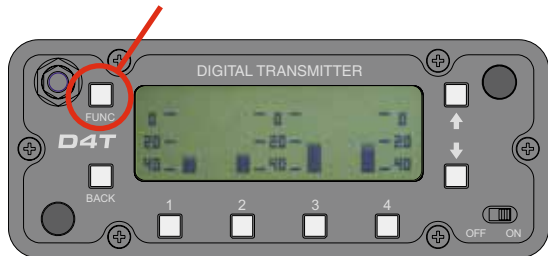 DIGITAL TRANSMITTER
FUNC
0 0 0
D4T
20 20 20
40 40 40
BACK
1 2 3 4
OFF ON